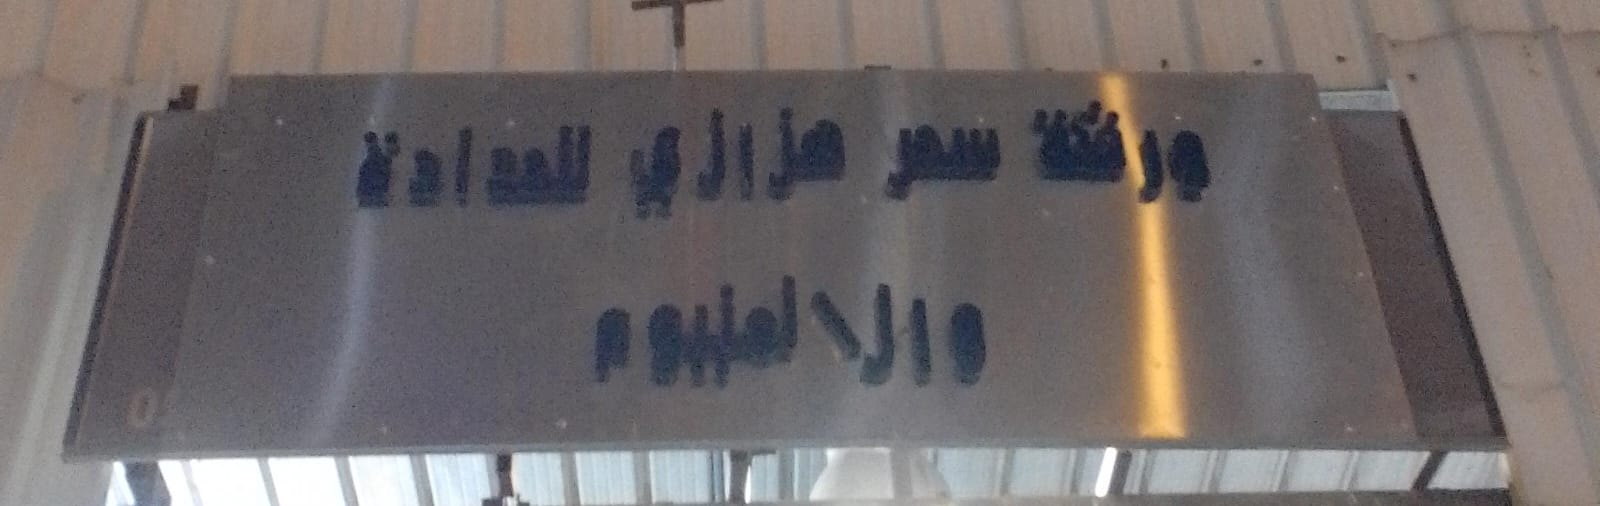 ورشة سمر هزازي للحدادة
والالمنيوم